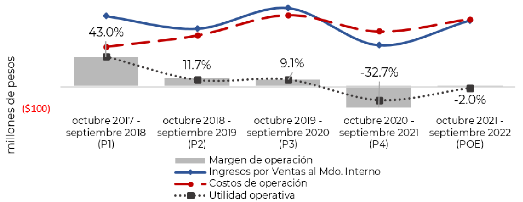 43.0%
11.7%
9.1%
-32.7%
-2.0%
millones de pesos
($100)
octubre 2017 -
septiembre 2018
(P1)
octubre 2018 -
septiembre 2019
(P2)
octubre 2019 -
septiembre 2020
(P3)
octubre 2020 -
septiembre 2021
(P4)
octubre 2021 -
septiembre 2022
(POE)
Margen de operación
Ingresos por Ventas al Mdo. Interno
Costos de operación
Utilidad operativa